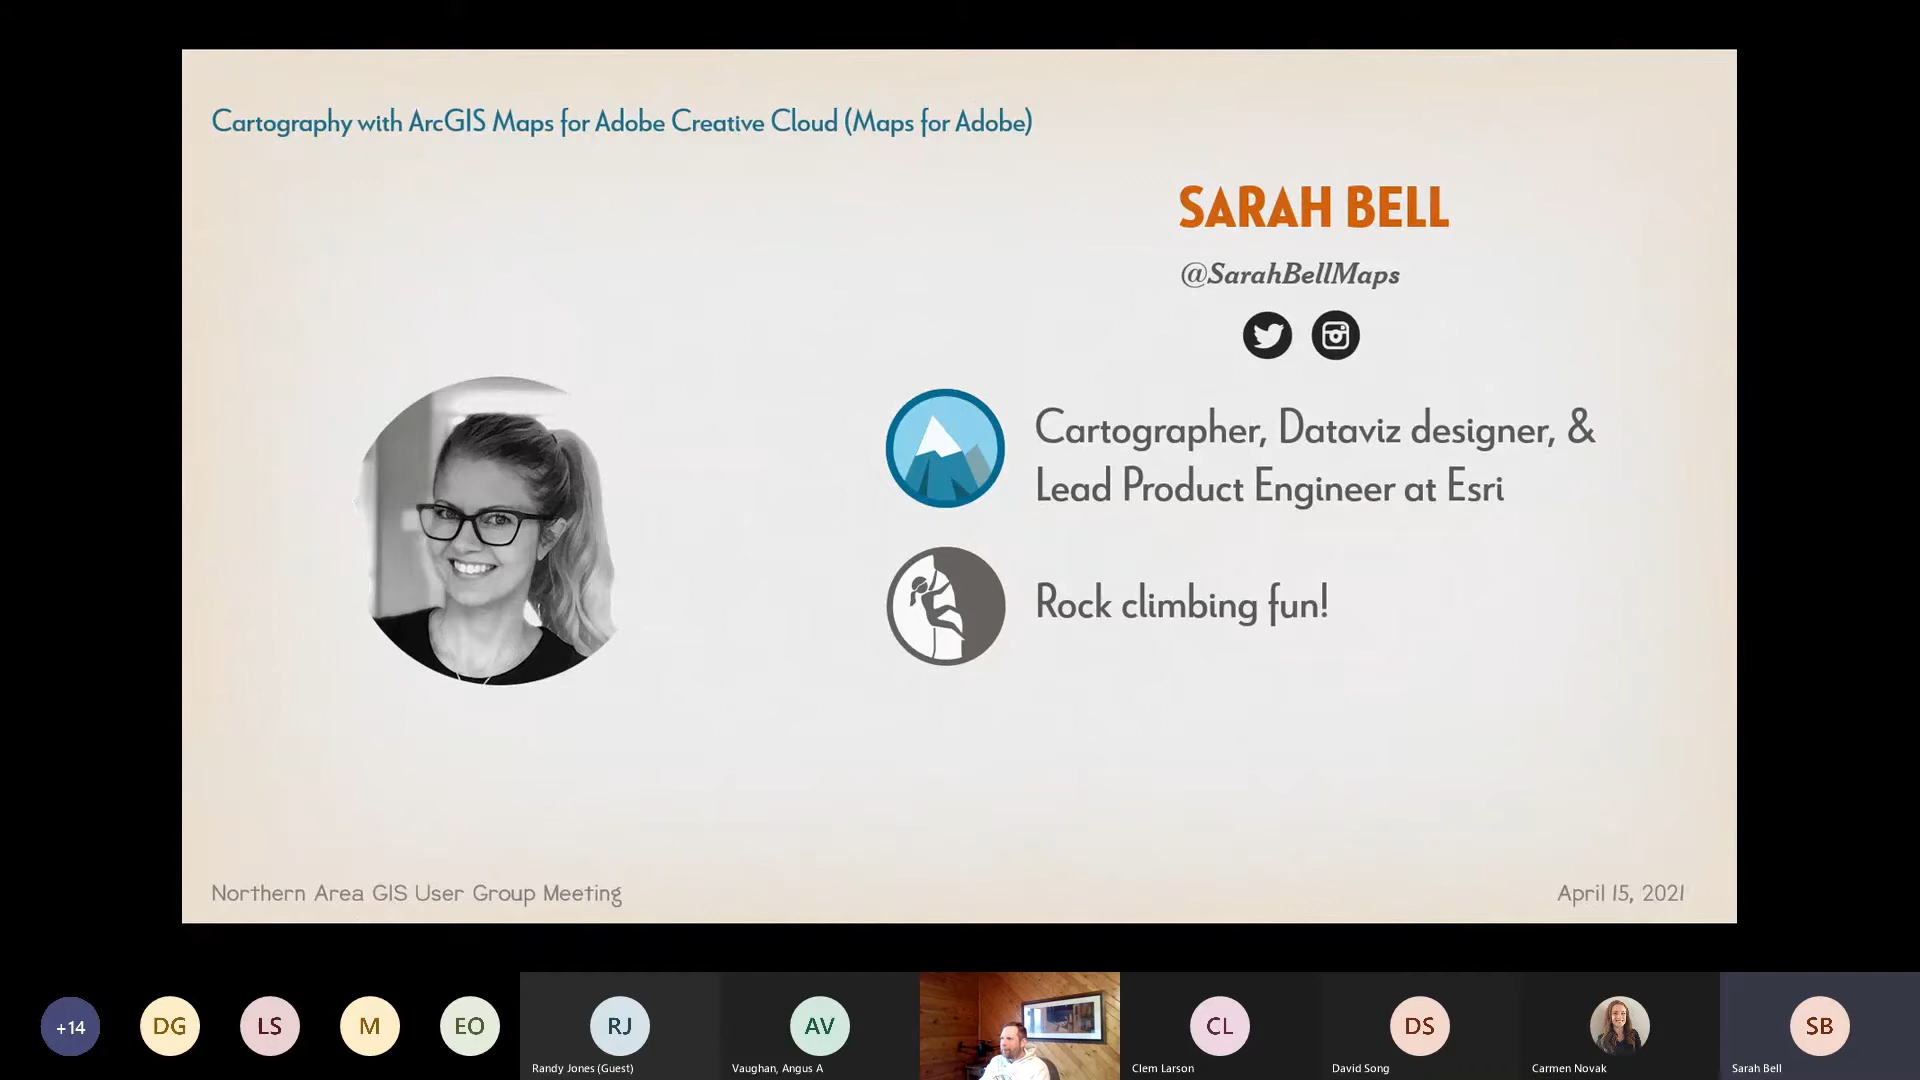 Cartography with ArcGIS Maps for Adobe Creative Cloud (Maps for Adobe)
SARAH BELL
@SarahBellMaps
Cartographer, Dataviz designer, &
Lead Product Engineer at Esri
Rock climbing fun!
Northern Area GIS User Group Meeting
April 15, 2021
+14
DG
LS
M
EO
RJ
AV
CL
DS
SB
Randy Jones (Guest)
Vaughan, Angus A
Clem Larson
David Song
Carmen Novak
Sarah Bell